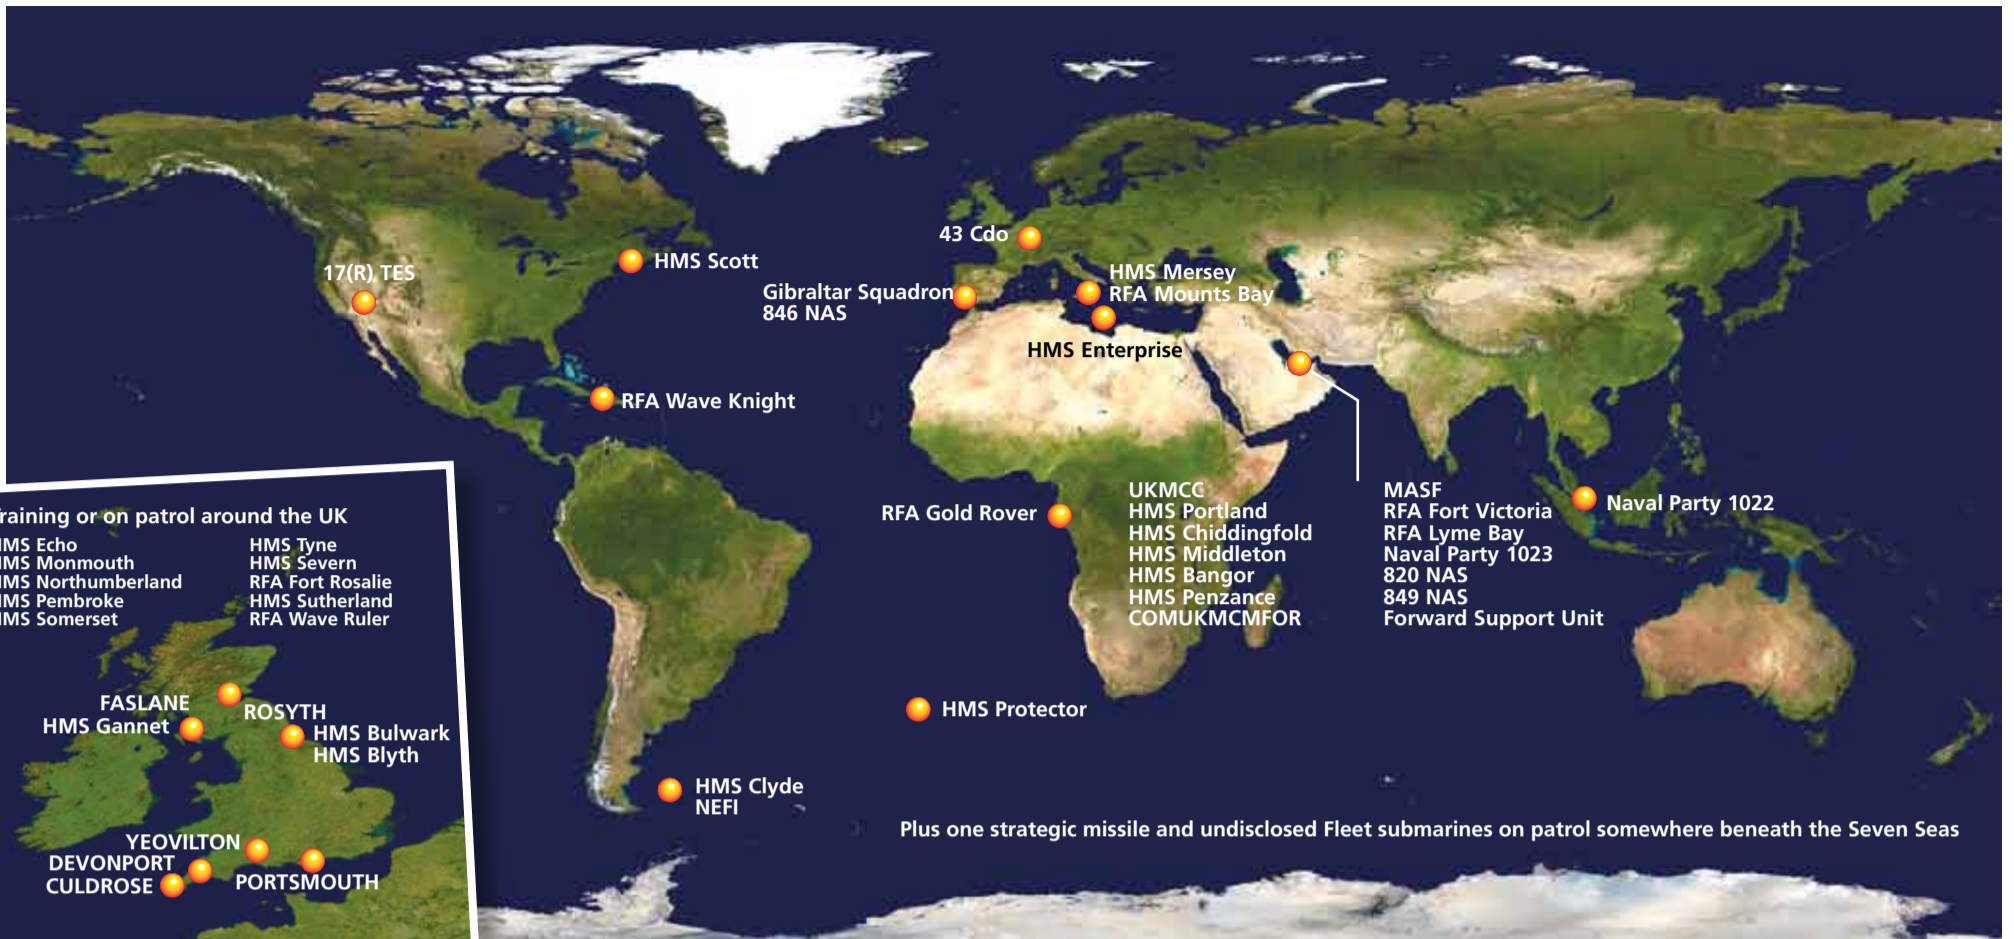 43 Cdo
HMS Scott
17(R) TES
HMS Mersey
RFA Mounts Bay
Gibraltar Squadron
846 NAS
HMS Enterprise
RFA Wave Knight
RFA Gold Rover
UKMCC
HMS Portland
HMS Chiddingfold
HMS Middleton
HMS Bangor
HMS Penzance
COMUKMCMFOR
MASF
RFA Fort Victoria
RFA Lyme Bay
Naval Party 1023
820 NAS
849 NAS
Forward Support Unit
Naval Party 1022
HMS Protector
HMS Clyde
NEFI
Plus one strategic missile and undisclosed Fleet submarines on patrol somewhere beneath the Seven Seas
raining or on patrol around the UK
HMS Echo
HMS Monmouth
HMS Northumberland
HMS Pembroke
HMS Somerset
HMS Tyne
HMS Severn
RFA Fort Rosalie
HMS Sutherland
RFA Wave Ruler
FASLANE
HMS Gannet
ROSYTH
HMS Bulwark
HMS Blyth
YEOVILTON
DEVONPORT
CULDROSE
PORTSMOUTH